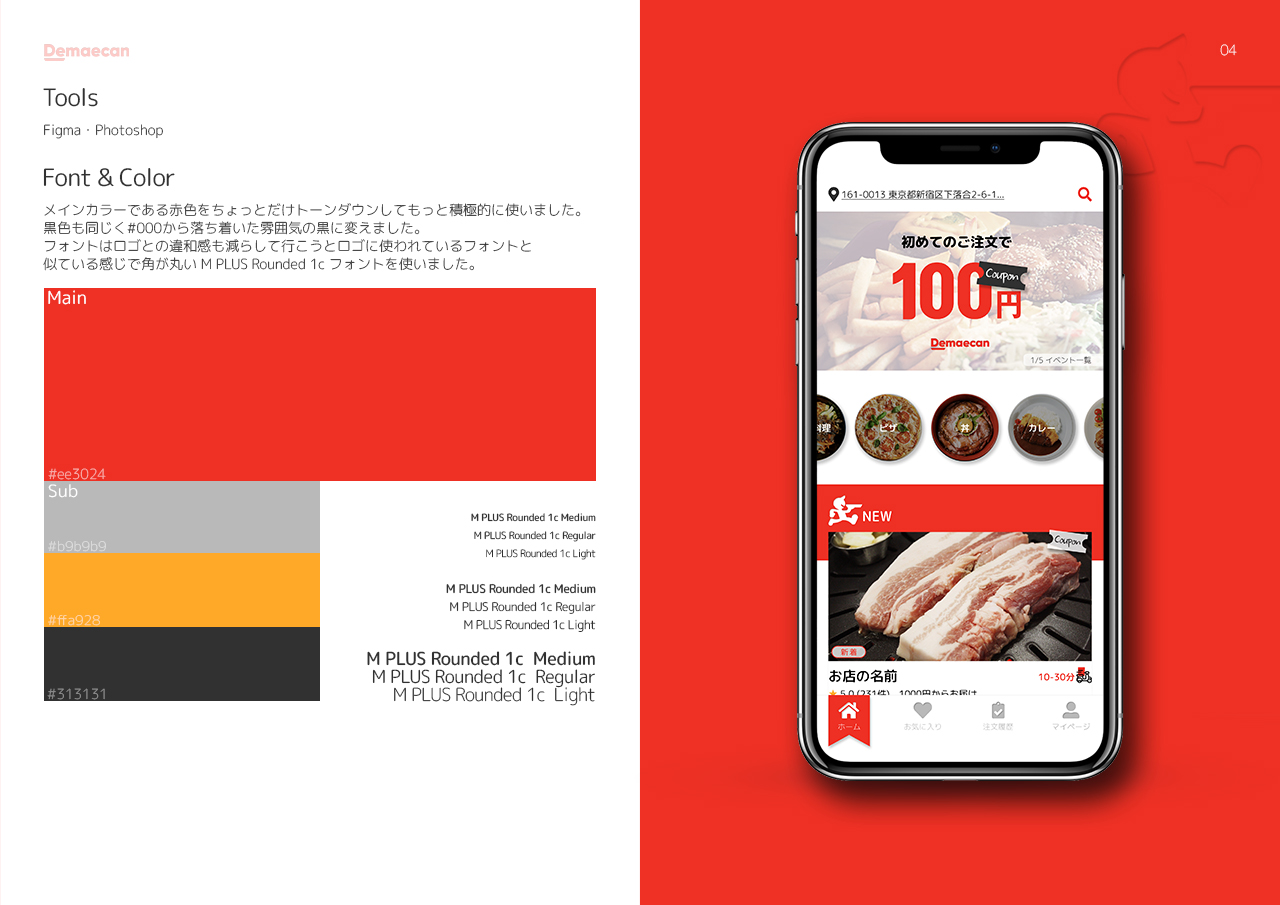 Demaecan
Tools
Figma · Photoshop
Font & Color
メインカラーである赤色をちょっとだけトーンダウンしてもっと積極的に使いました。
黒色も同じく#000から落ち着いた雰囲気の黒に変えました。
フォントはロゴとの違和感も減らして行こうとロゴに使われているフォントと
似ている感じで角が丸い M PLUS Rounded 1c フォントを使いました。
Main
#ee3024
Sub
#b9b9b9
#ffa928
#313131
M PLUS Rounded 1c Medium
M PLUS Rounded 1c Regular
M PLUS Rounded 1c Light
M PLUS Rounded 1c Medium
M PLUS Rounded 1c Regular
M PLUS Rounded 1c Light
M PLUS Rounded 1c Medium
M PLUS Rounded 1c Regular
M PLUS Rounded 1c Light
04
161-0013 東京都新宿区下落合2-6-1...
初めてのご注文で
100円
Coupon
Demaecan
1/5 イベント一覧
料理
ピザ
丼
カレー
NEW
Coupon
新着
お店の名前
10-30分
5.0 (231件) 1000円からお届け
ホーム
お気に入り
注文履歴
マイページ